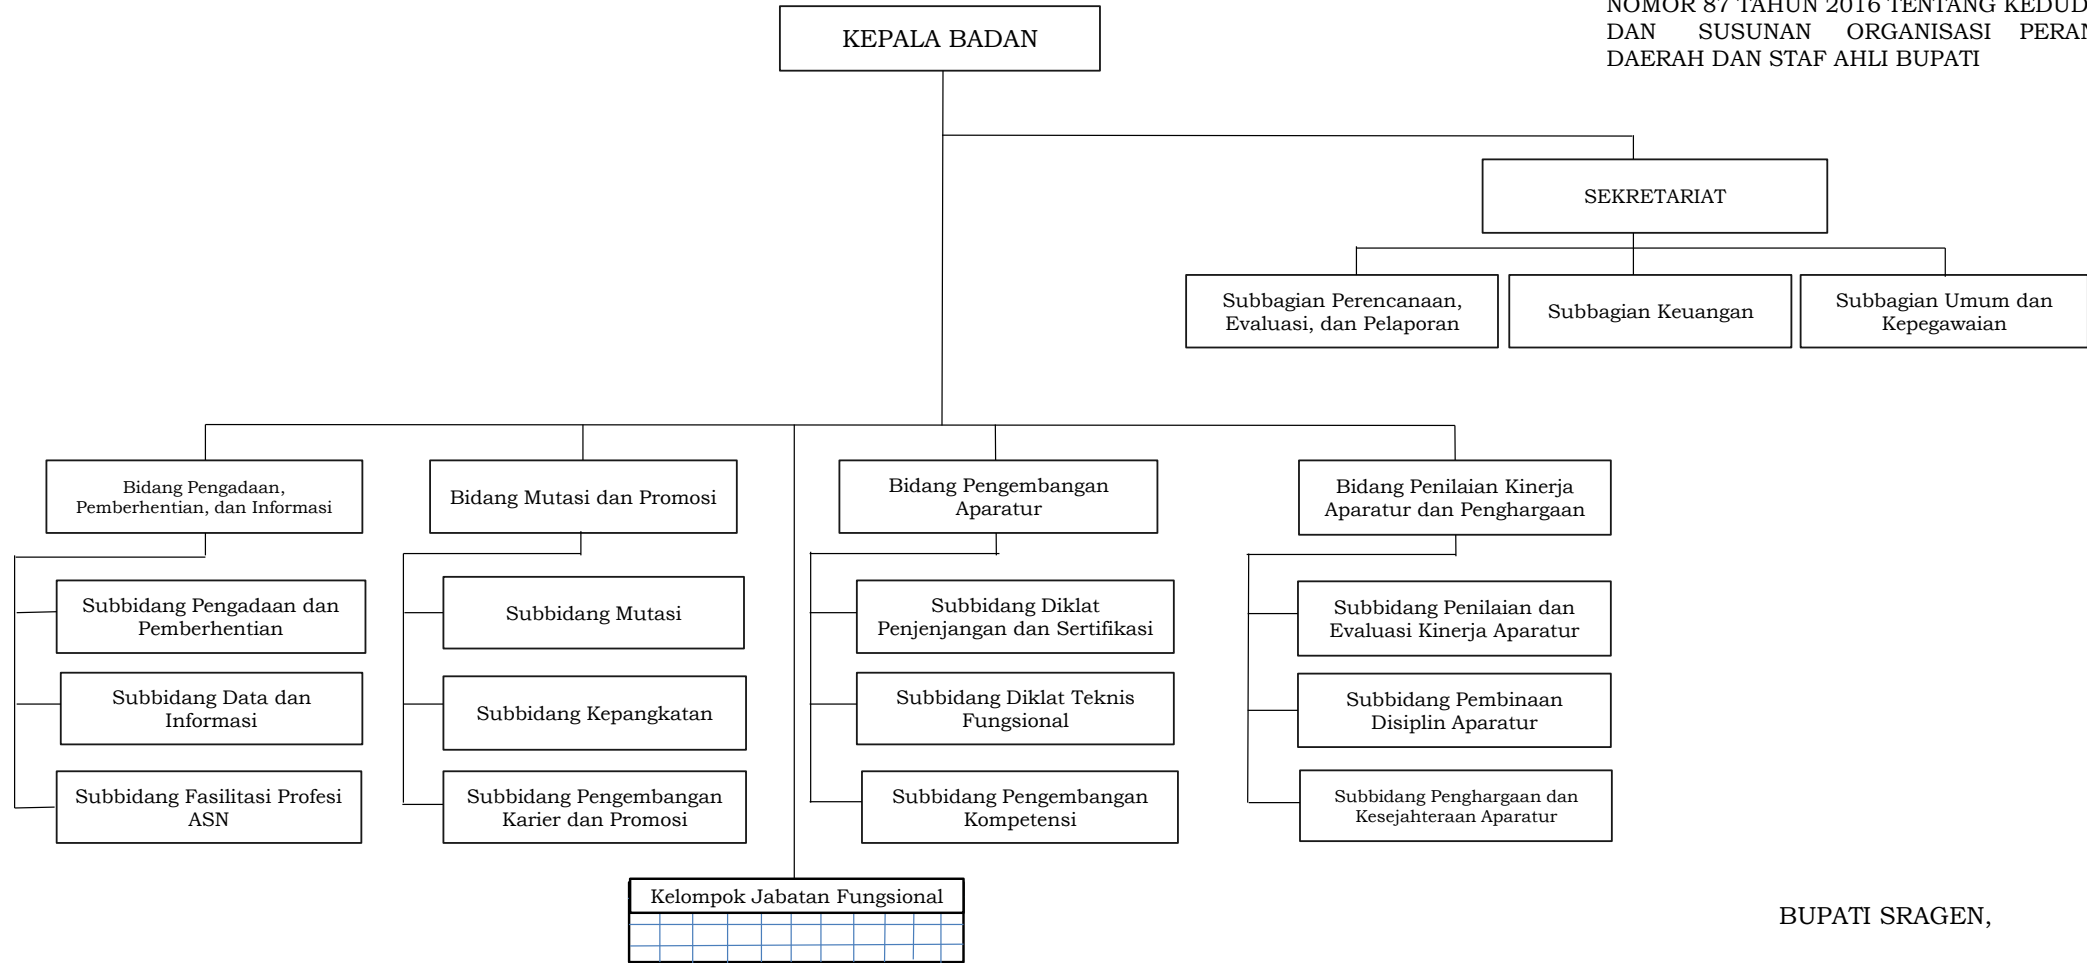 NOMOR 87 TAHUN 2016 TENTANG
DAN SUSUNAN ORGANISASI
DAERAH DAN STAF AHLI BUPATI
KEPALA BADAN
SEKRETARIAT
Subbagian Perencanaan,
Evaluasi, dan Pelaporan
Subbagian Keuangan
Subbagian Umum dan
Kepegawaian
Bidang Pengadaan,
Pemberhentian, dan Informasi
Bidang Mutasi dan Promosi
Bidang Pengembangan
Aparatur
Bidang Penilaian Kinerja
Aparatur dan Penghargaan
Subbidang Pengadaan dan
Pemberhentian
Subbidang Mutasi
Subbidang Diklat
Penjenjangan dan Sertifikasi
Subbidang Penilaian dan
Evaluasi Kinerja Aparatur
Subbidang Data dan
Informasi
Subbidang Kepangkatan
Subbidang Diklat Teknis
Fungsional
Subbidang Pembinaan
Disiplin Aparatur
Subbidang Fasilitasi Profesi
ASN
Subbidang Pengembangan
Karier dan Promosi
Subbidang Pengembangan
Kompetensi
Subbidang Penghargaan dan
Kesejahteraan Aparatur
Kelompok Jabatan Fungsional
BUPATI SRAGEN,